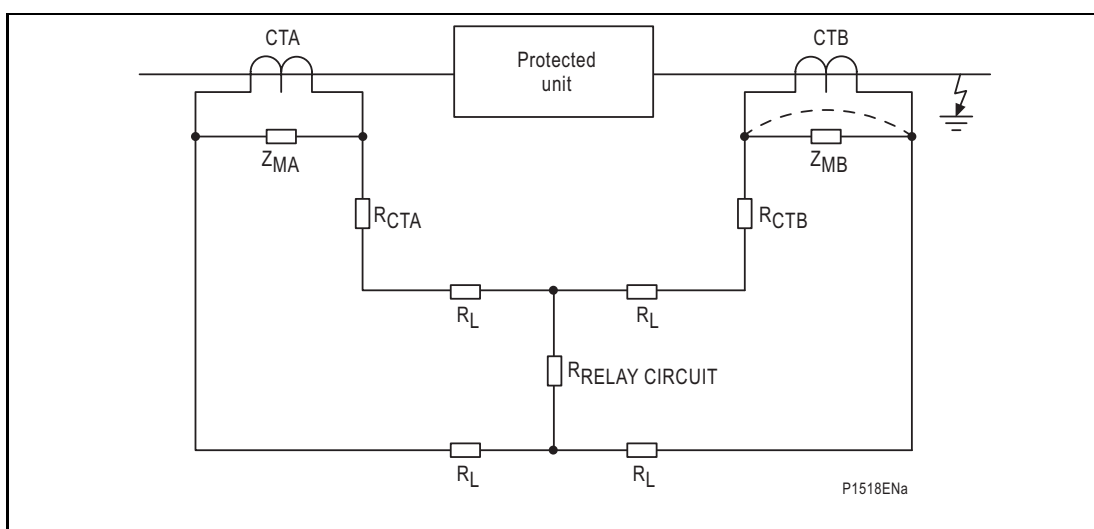 CTA
CTB
Protected
unit
ZMA
ZMB
RCTA
RCTB
RL
RL
RRELAY CIRCUIT
RL
RL
P1518ENa